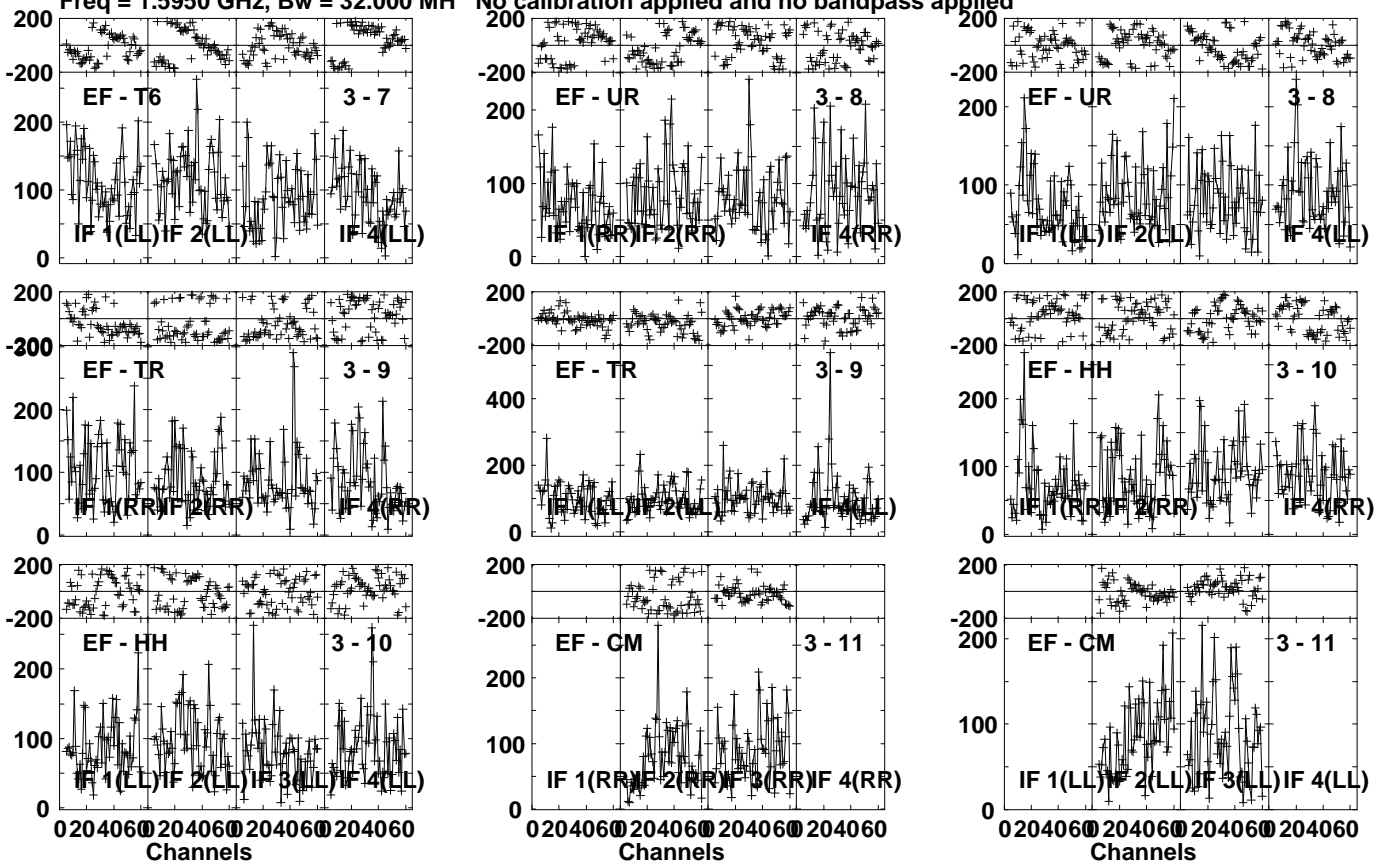 Freq = 1.5950 GHz, Bw = 32.000 MH No calibration applied and no bandpass applied
-200 -200 -200
EF - T6 3 - 7 EF - UR 3 - 8 EF - UR 3 - 8
200 200 200
100 100 100
IF 1(LL) IF 2(LL) IF 4(LL) IF 1(RR) IF 2(RR) IF 4(RR) IF 1(LL) IF 2(LL) IF 4(LL)
0 0 0
200 200 200
-200 -200 -200
300
EF - TR 3 - 9 EF - TR 3 - 9 EF - HH 3 - 10
200 400 200
100 200 100
IF 1(RR) IF 2(RR) IF 4(RR) IF 1(LL) IF 2(LL) IF 4(LL) IF 1(RR) IF 2(RR) IF 4(RR)
0 0 0
200 200 200
-200 -200 -200
EF - HH 3 - 10 EF - CM 3 - 11 EF - CM 3 - 11
200 200 200
100 100 100
IF 1(LL) IF 2(LL) IF 3(LL) IF 4(LL) IF 1(RR) IF 2(RR) IF 3(RR) IF 4(RR) IF 1(LL) IF 2(LL) IF 3(LL) IF 4(LL)
0 0 0
0 20 40 60 0 20 40 60 0 20 40 60 0 20 40 60 0 20 40 60 0 20 40 60 0 20 40 60 0 20 40 60 0 20 40 60 0 20 40 60 0 20 40 60 0 20 40 60
Channels Channels Channels